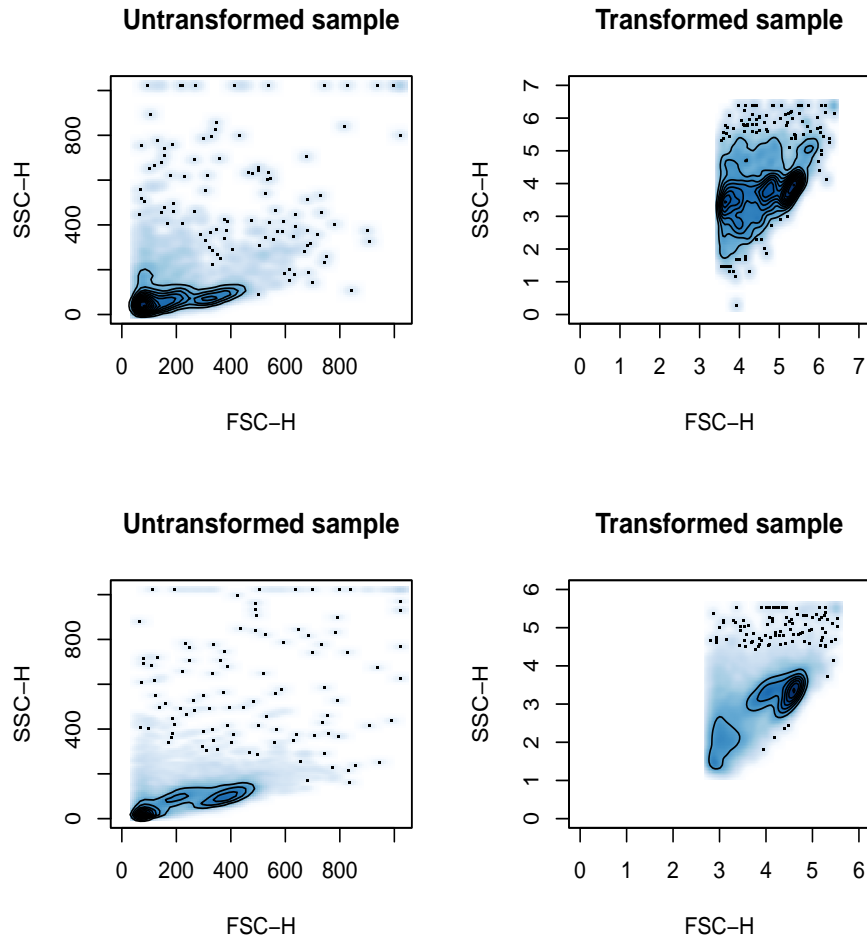 Untransformed sample
Transformed sample
SSC−H
0
400
800
0 200 400 600 800
FSC−H
SSC−H
0
1
2
3
4
5
6
7
0 1 2 3 4 5 6 7
FSC−H
Untransformed sample
Transformed sample
SSC−H
0
400
800
0 200 400 600 800
FSC−H
SSC−H
0
1
2
3
4
5
6
0 1 2 3 4 5 6
FSC−H